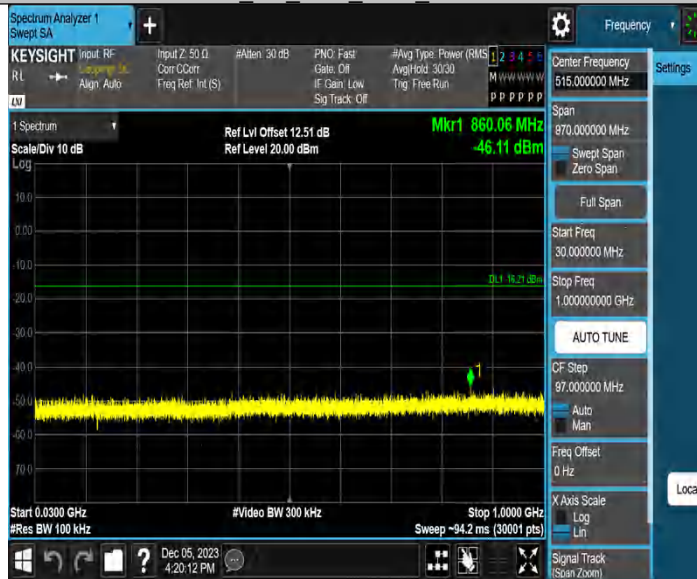 Spectrum Analyzer 1
Swept SA
+
Frequency
KEYSIGHT
RL
Input: RF
Coupling: DC
Align: Auto
Input Z: 50 Ω
Corr CCorr
Freq Ref: Int (S)
#Atten: 30 dB
PNO: Fast
Gate: Off
IF Gain: Low
Sig Track: Off
#Avg Type: Power (RMS
Avg|Hold: 30/30
Trig: Free Run
1 2 3 4 5 6
M W W W W W
P P P P P P
Center Frequency
515.000000 MHz
Settings
Span
970.000000 MHz
Swept Span
Zero Span
Full Span
Start Freq
30.000000 MHz
Stop Freq
1.000000000 GHz
AUTO TUNE
CF Step
97.000000 MHz
Auto
Man
Freq Offset
0 Hz
X Axis Scale
Log
Lin
Signal Track
(Span Zoom)
Loca
1 Spectrum
Scale/Div 10 dB
Log
Ref Lvl Offset 12.51 dB
Ref Level 20.00 dBm
Mkr1 860.06 MHz
-46.11 dBm
10.0
0.00
-10.0
DL1 -16.21 dBm
-20.0
-30.0
-40.0
1
-50.0
-60.0
-70.0
Start 0.0300 GHz
#Res BW 100 kHz
#Video BW 300 kHz
Stop 1.0000 GHz
Sweep ~94.2 ms (30001 pts)
?
Dec 05, 2023
4:20:12 PM